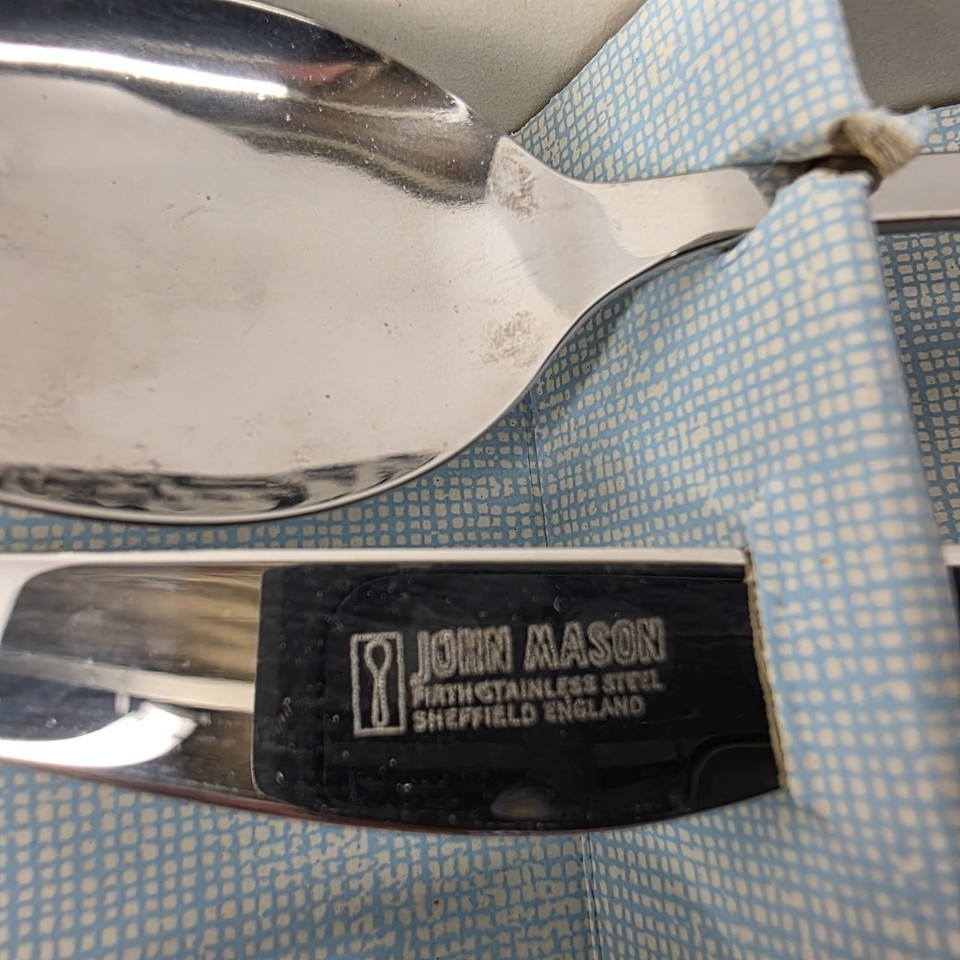 JOHN MASON
FIRTH STAINLESS STEEL
SHEFFIELD ENGLAND